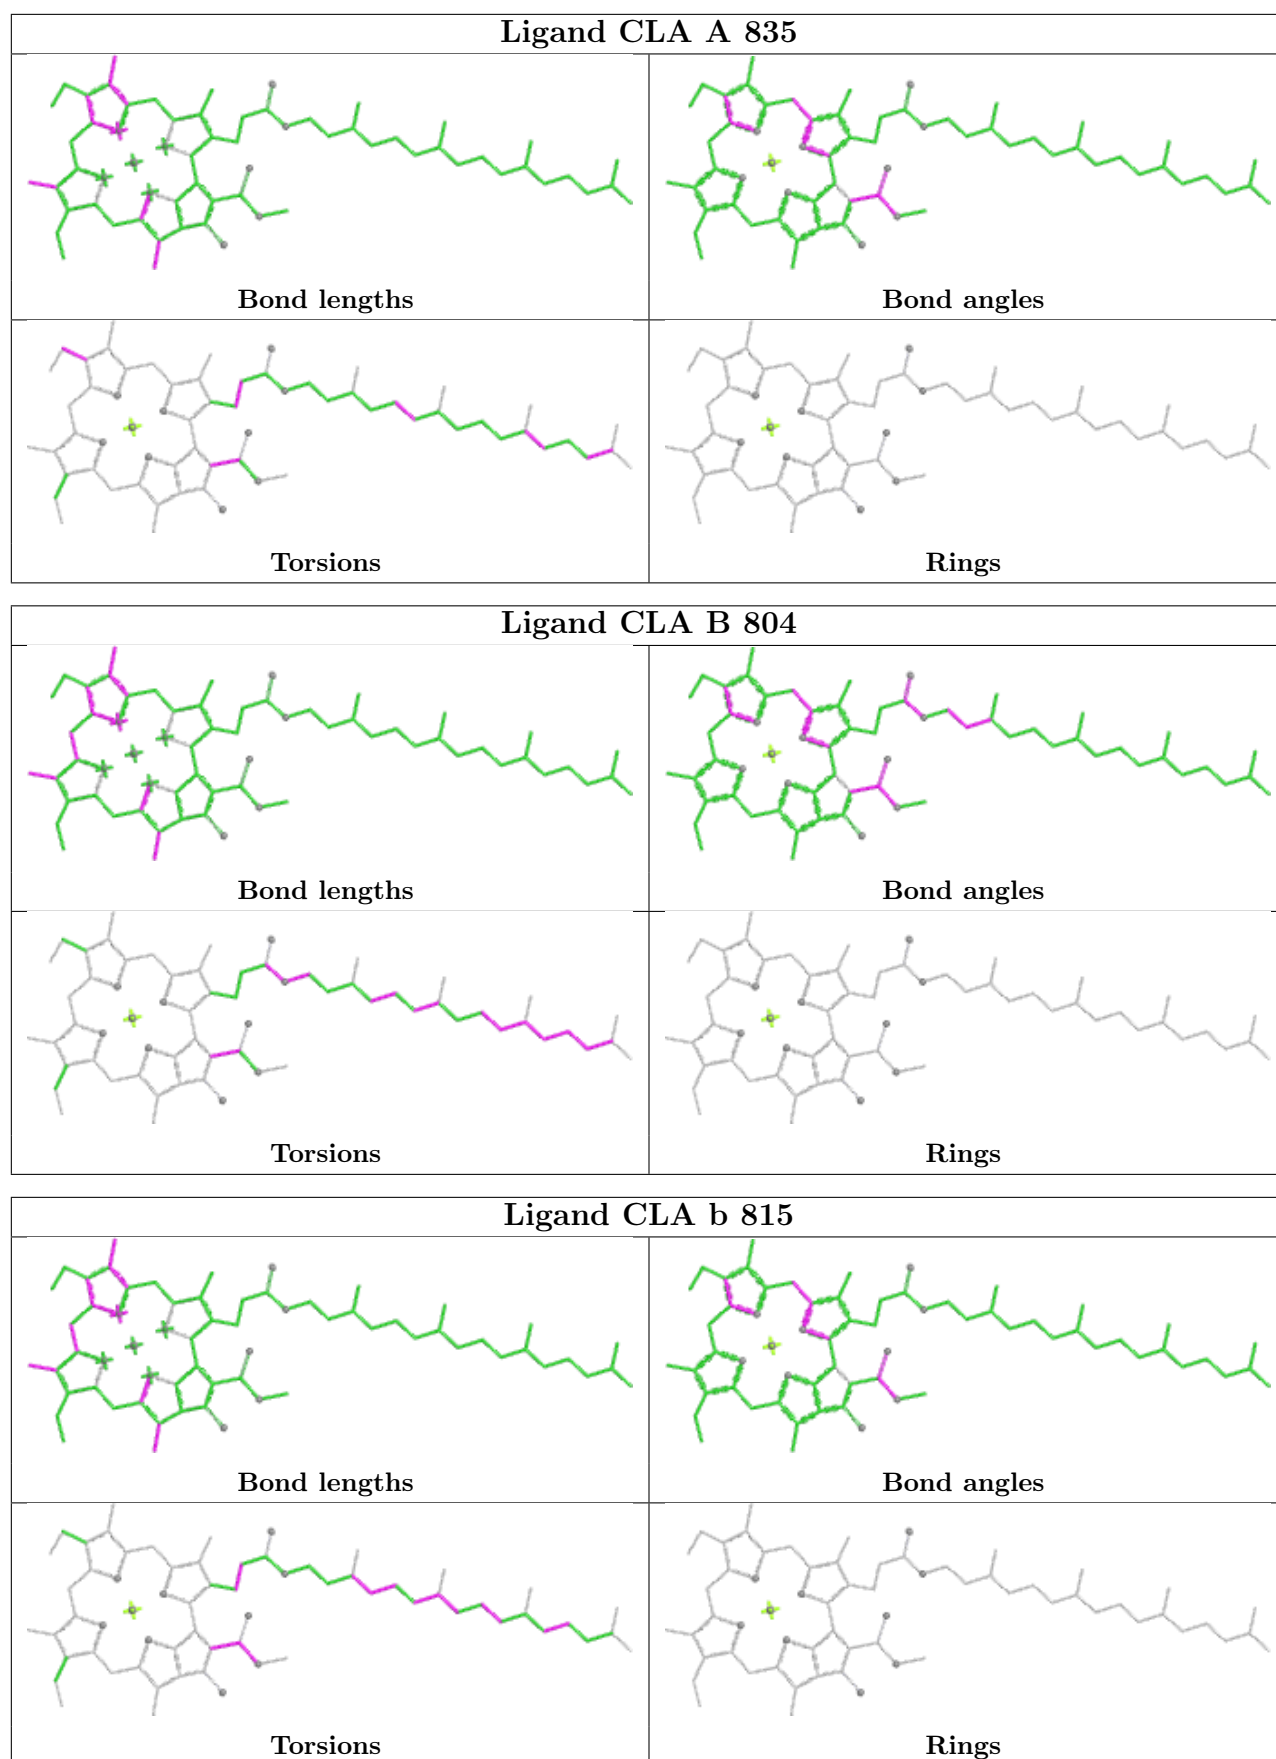 Ligand CLA A 835
Bond lengths
Bond angles
Torsions
Rings
Ligand CLA B 804
Bond lengths
Bond angles
Torsions
Rings
Ligand CLA b 815
Bond lengths
Bond angles
Torsions
Rings